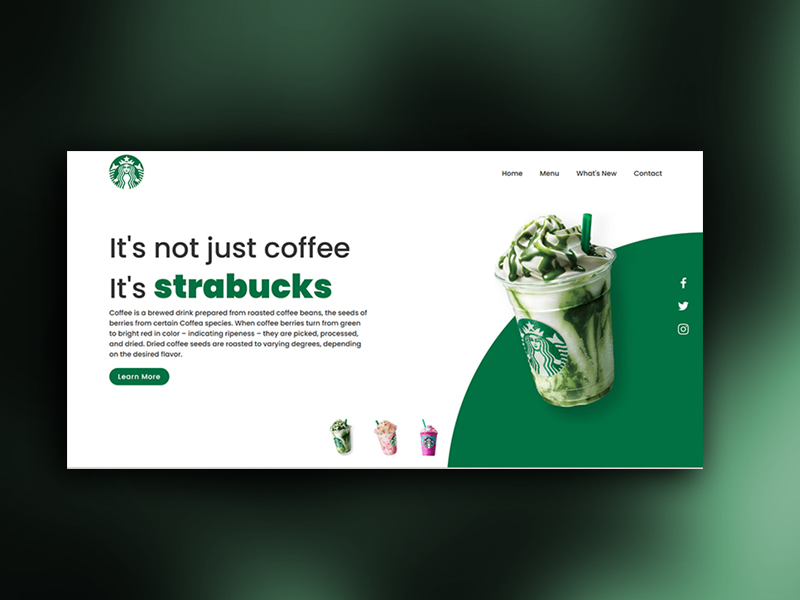 Home Menu What's New Contact
It's not just coffee
It's strabucks
Coffee is a brewed drink prepared from roasted coffee beans, the seeds of
berries from certain Coffea species. When coffee berries turn from green
to bright red in color – indicating ripeness – they are picked, processed,
and dried. Dried coffee seeds are roasted to varying degrees, depending
on the desired flavor.
Learn More